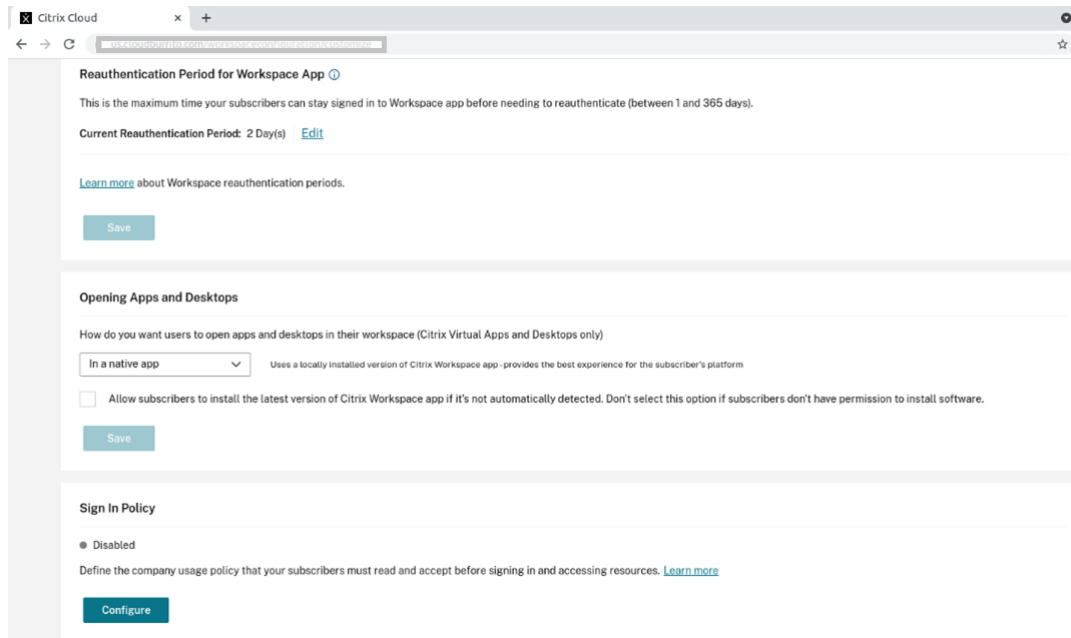 Citrix Cloud
us.cloudburrito.com/workspaceconfiguration/customize
Reauthentication Period for Workspace App
This is the maximum time your subscribers can stay signed in to Workspace app before needing to reauthenticate (between 1 and 365 days).
Current Reauthentication Period: 2 Day(s) Edit
Learn more about Workspace reauthentication periods.
Save
Opening Apps and Desktops
How do you want users to open apps and desktops in their workspace (Citrix Virtual Apps and Desktops only)
In a native app Uses a locally installed version of Citrix Workspace app - provides the best experience for the subscriber's platform
Allow subscribers to install the latest version of Citrix Workspace app if it's not automatically detected. Don't select this option if subscribers don't have permission to install software.
Save
Sign In Policy
Disabled
Define the company usage policy that your subscribers must read and accept before signing in and accessing resources. Learn more
Configure